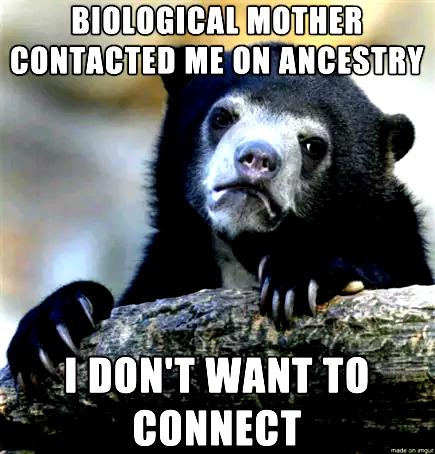 BIOLOGICAL MOTHER
CONTACTED ME ON ANCESTRY
I DON'T WANT TO
CONNECT
made on imgur